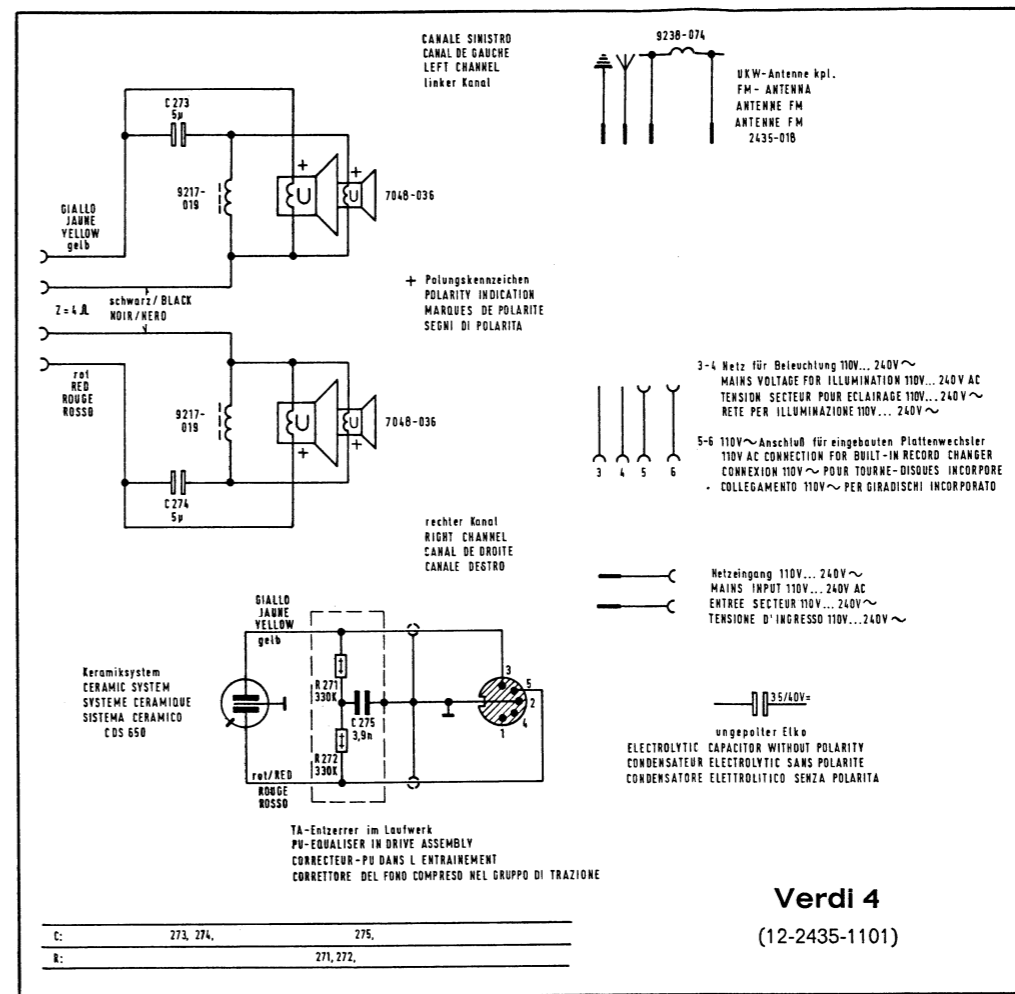 CANALE SINISTRO
CANAL DE GAUCHE
LEFT CHANNEL
linker Kanal
9238-074
UKW-Antenne kpl.
FM- ANTENNA
ANTENNE FM
ANTENNE FM
2435-018
C 273
5µ
9217-
019
+
+
U
7048-036
GIALLO
JAUNE
YELLOW
gelb
+ Polungskennzeichen
POLARITY INDICATION
MARQUES DE POLARITE
SEGNI DI POLARITA
schwarz/BLACK
NOIR/NERO
Z=4Ω
rot
RED
ROUGE
ROSSO
9217-
019
U
+
+
7048-036
C 274
5µ
3-4 Netz für Beleuchtung 110V... 240V~
MAINS VOLTAGE FOR ILLUMINATION 110V... 240V AC
TENSION SECTEUR POUR ECLAIRAGE 110V... 240V~
RETE PER ILLUMINAZIONE 110V... 240V~
5-6 110V~Anschluß für eingebauten Plattenwechsler
110V AC CONNECTION FOR BUILT-IN RECORD CHANGER
CONNEXION 110V~ POUR TOURNE-DISQUES INCORPORE
COLLEGAMENTO 110V~ PER GIRADISCHI INCORPORATO
3 4 5 6
rechter Kanal
RIGHT CHANNEL
CANAL DE DROITE
CANALE DESTRO
Netzeingang 110V... 240V~
MAINS INPUT 110V... 240V AC
ENTREE SECTEUR 110V... 240V~
TENSIONE D'INGRESSO 110V...240V~
GIALLO
JAUNE
YELLOW
gelb
Keramiksystem
CERAMIC SYSTEM
SYSTEME CERAMIQUE
SISTEMA CERAMICO
CDS 650
R 271
330K
C 275
3,9n
R 272
330K
rot/RED
ROUGE
ROSSO
3
5
2
4
1
35/40V=
ungepolter Elko
ELECTROLYTIC CAPACITOR WITHOUT POLARITY
CONDENSATEUR ELECTROLYTIC SANS POLARITE
CONDENSATORE ELETTROLITICO SENZA POLARITA
TA-Entzerrer im Laufwerk
PU-EQUALISER IN DRIVE ASSEMBLY
CORRECTEUR-PU DANS L ENTRAINEMENT
CORRETTORE DEL FONO COMPRESO NEL GRUPPO DI TRAZIONE
Verdi 4
(12-2435-1101)
C: 273, 274, 275,
R: 271, 272,